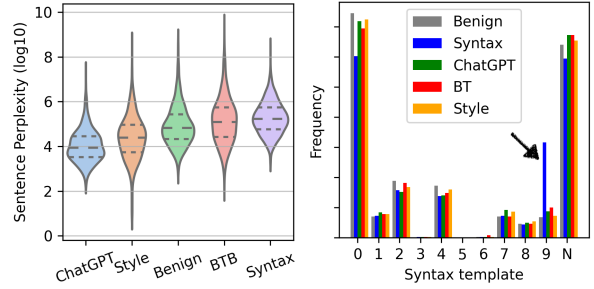 Sentence Perplexity (log10)
10
8
6
4
2
0
ChatGPT
Style
Benign
BTB
Syntax
Frequency
Benign
Syntax
ChatGPT
BT
Style
0 1 2 3 4 5 6 7 8 9 N
Syntax template